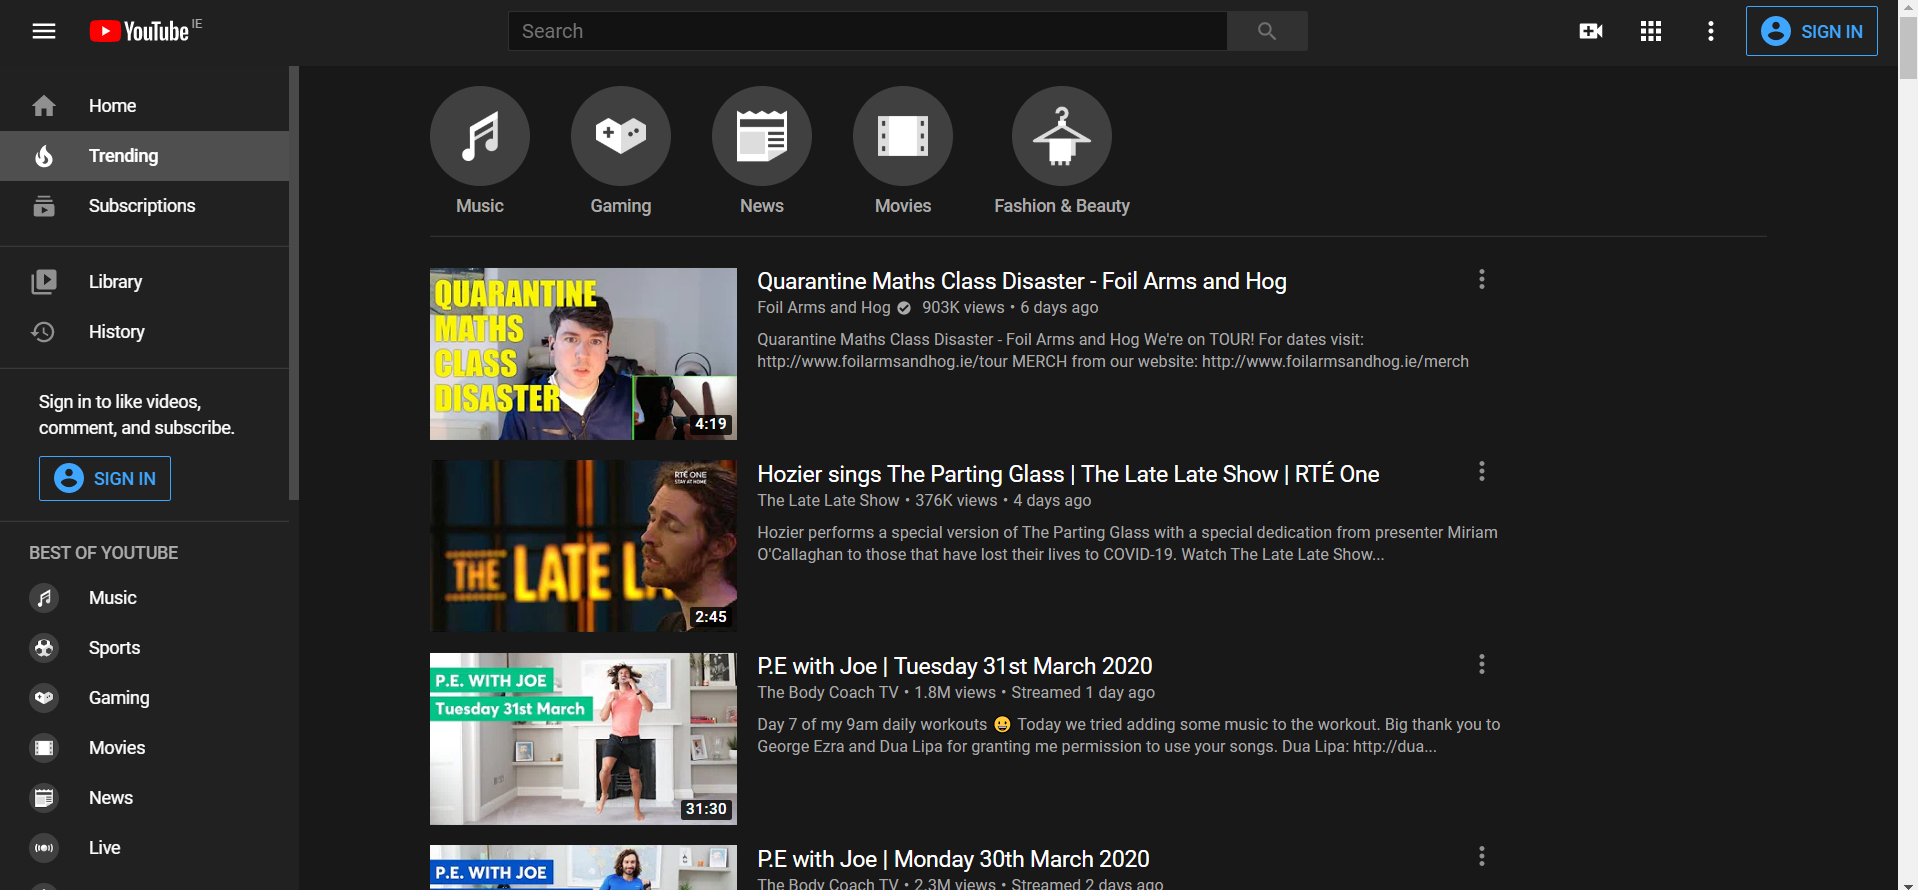 YouTube IE
Search
SIGN IN
Home
Trending
Subscriptions
Library
History
Sign in to like videos,
comment, and subscribe.
SIGN IN
BEST OF YOUTUBE
Music
Sports
Gaming
Movies
News
Live
Music
Gaming
News
Movies
Fashion & Beauty
QUARANTINE
MATHS
CLASS
DISASTER
4:19
Quarantine Maths Class Disaster - Foil Arms and Hog
Foil Arms and Hog 903K views • 6 days ago
Quarantine Maths Class Disaster - Foil Arms and Hog We're on TOUR! For dates visit:
http://www.foilarmsandhog.ie/tour MERCH from our website: http://www.foilarmsandhog.ie/merch
RTÉ ONE
STAY AT HOME
THE LATE L
2:45
Hozier sings The Parting Glass | The Late Late Show | RTÉ One
The Late Late Show • 376K views • 4 days ago
Hozier performs a special version of The Parting Glass with a special dedication from presenter Miriam
O'Callaghan to those that have lost their lives to COVID-19. Watch The Late Late Show...
P.E. WITH JOE
Tuesday 31st March
31:30
P.E with Joe | Tuesday 31st March 2020
The Body Coach TV • 1.8M views • Streamed 1 day ago
Day 7 of my 9am daily workouts 😀 Today we tried adding some music to the workout. Big thank you to
George Ezra and Dua Lipa for granting me permission to use your songs. Dua Lipa: http://dua...
P.E. WITH JOE
P.E with Joe | Monday 30th March 2020
The Body Coach TV • 2.3M views • Streamed 2 days ago